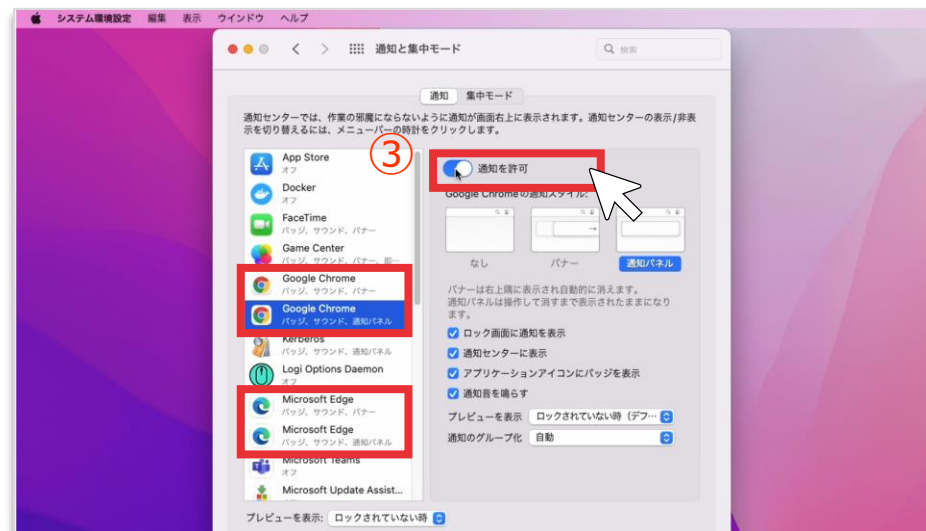 システム環境設定 編集 表示 ウインドウ ヘルプ
通知と集中モード
検索
通知 集中モード
通知センターでは、作業の邪魔にならないように通知が画面右上に表示されます。通知センターの表示/非表
示を切り替えるには、メニューバーの時計をクリックします。
③
App Store
オフ
Docker
オフ
FaceTime
バッジ、サウンド、バナー
Game Center
バッジ、サウンド、バナー、即…
Google Chrome
バッジ、サウンド、バナー
Google Chrome
バッジ、サウンド、通知パネル
Kerberos
バッジ、サウンド、通知パネル
Logi Options Daemon
オフ
Microsoft Edge
バッジ、サウンド、バナー
Microsoft Edge
バッジ、サウンド、通知パネル
Microsoft Teams
オフ
Microsoft Update Assist...
通知を許可
Google Chromeの通知スタイル:
なし バナー 通知パネル
バナーは右上隅に表示され自動的に消えます。
通知パネルは操作して消すまで表示されたままになり
ます。
ロック画面に通知を表示
通知センターに表示
アプリケーションアイコンにバッジを表示
通知音を鳴らす
プレビューを表示 ロックされていない時（デフ…
通知のグループ化 自動
プレビューを表示: ロックされていない時